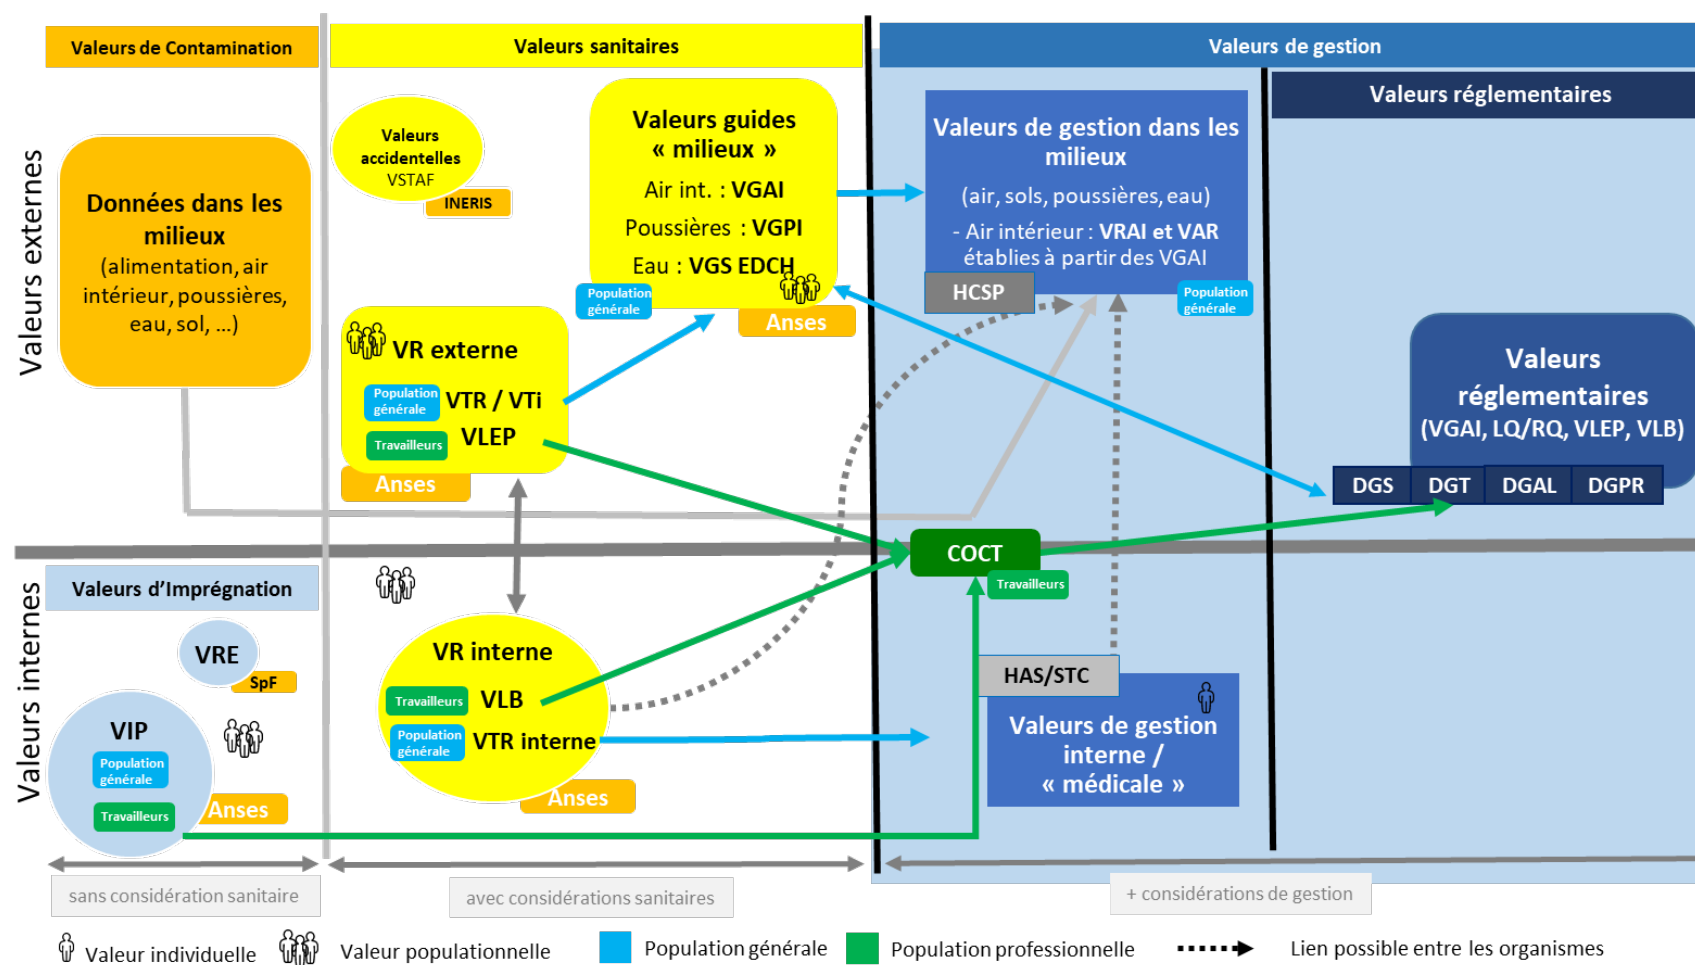 Valeurs de Contamination
Valeurs sanitaires
Valeurs de gestion
Valeurs réglementaires
Valeurs externes
Données dans les
milieux
(alimentation, air
intérieur, poussières,
eau, sol, ...)
Valeurs
accidentelles
VSTAF
INERIS
Valeurs guides
« milieux »
Air int. : VGAI
Poussières : VGPI
Eau : VGS EDCH
Population
générale
Anses
VR externe
Population
générale
VTR / VTi
Travailleurs
VLEP
Anses
Valeurs de gestion dans les
milieux
(air, sols, poussières, eau)
- Air intérieur : VRAI et VAR
établies à partir des VGAI
HCSP
Population
générale
Valeurs
réglementaires
(VGAI, LQ/RQ, VLEP, VLB)
DGS
DGT
DGAL
DGPR
COCT
Travailleurs
Valeurs internes
Valeurs d’Imprégnation
VRE
SpF
VIP
Population
générale
Travailleurs
Anses
VR interne
Travailleurs
VLB
Population
générale
VTR interne
Anses
HAS/STC
Valeurs de gestion
interne /
« médicale »
sans considération sanitaire
avec considérations sanitaires
+ considérations de gestion
Valeur individuelle
Valeur populationnelle
Population générale
Population professionnelle
Lien possible entre les organismes